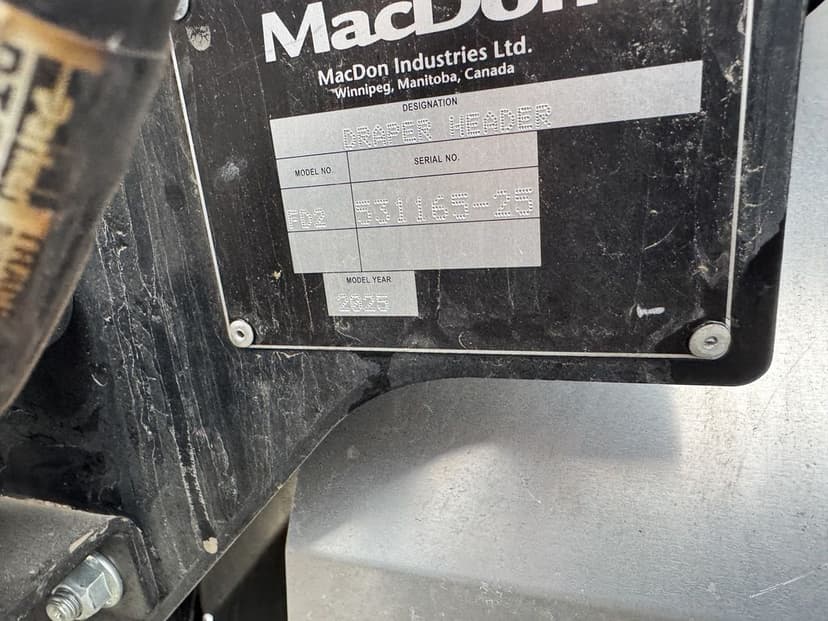 MacDon
MacDon Industries Ltd.
Winnipeg, Manitoba, Canada
DESIGNATION
DRAPER HEADER
MODEL NO. SERIAL NO.
FD2 531165-25
MODEL YEAR
2025
Parker